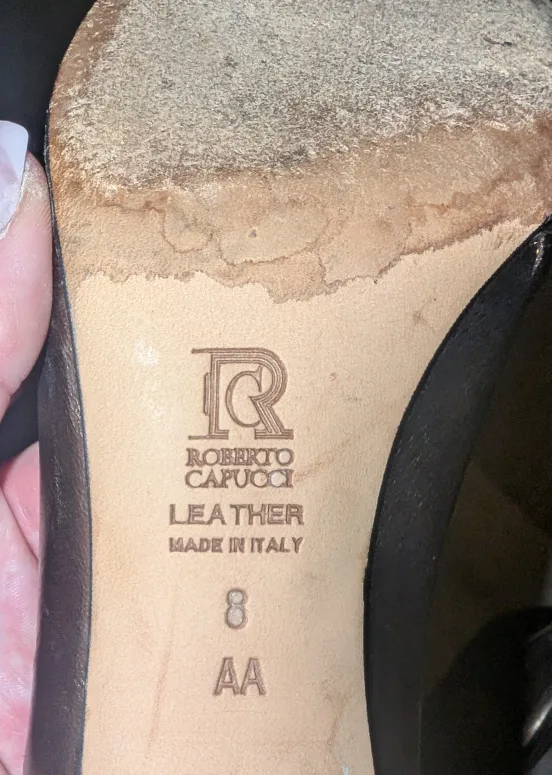 RC
ROBERTO
CAPUCCI
LEATHER
MADE IN ITALY
8
AA